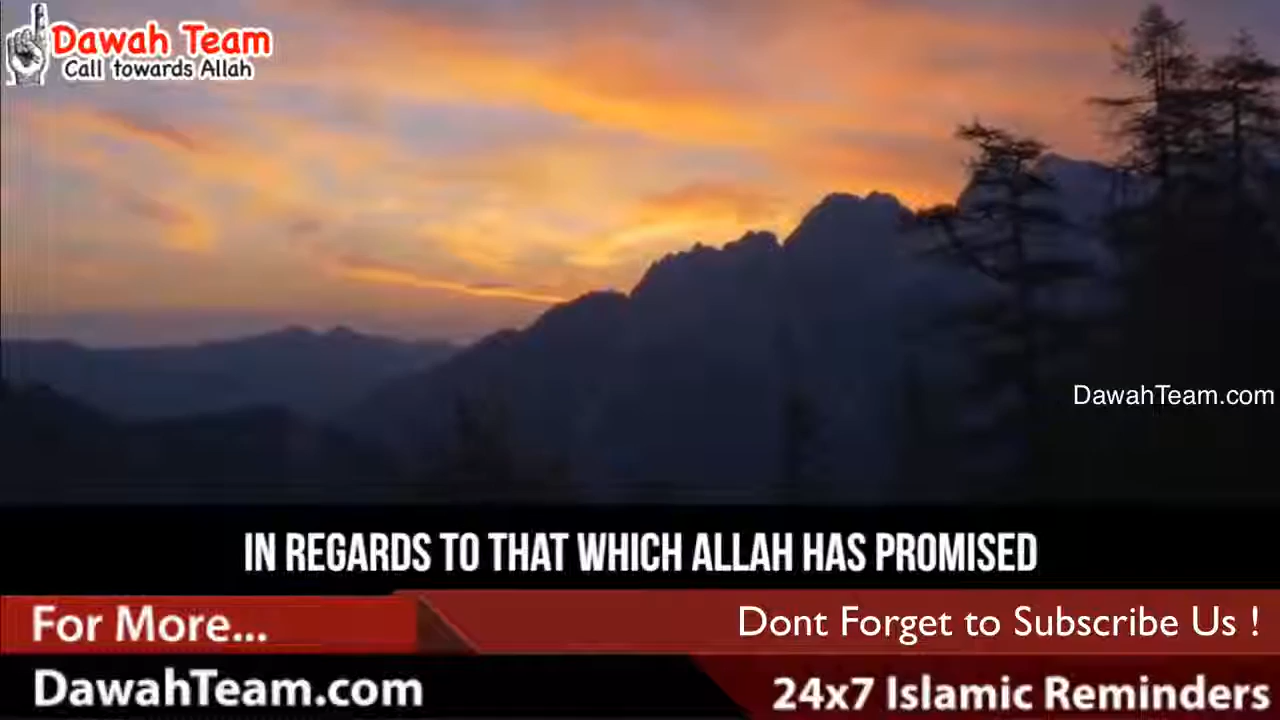 Dawah Team
Call towards Allah
DawahTeam.com
IN REGARDS TO THAT WHICH ALLAH HAS PROMISED
For More...
Dont Forget to Subscribe Us !
DawahTeam.com
24x7 Islamic Reminders